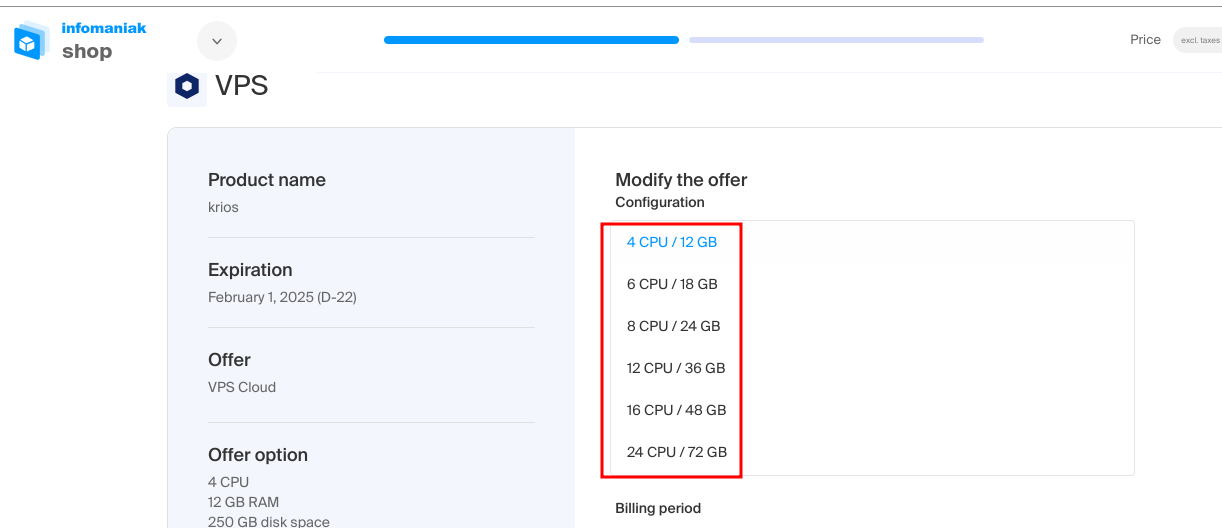 infomaniak
shop
Price
excl. taxes
VPS
Product name
krios
Expiration
February 1, 2025 (D-22)
Offer
VPS Cloud
Offer option
4 CPU
12 GB RAM
250 GB disk space
Modify the offer
Configuration
4 CPU / 12 GB
6 CPU / 18 GB
8 CPU / 24 GB
12 CPU / 36 GB
16 CPU / 48 GB
24 CPU / 72 GB
Billing period